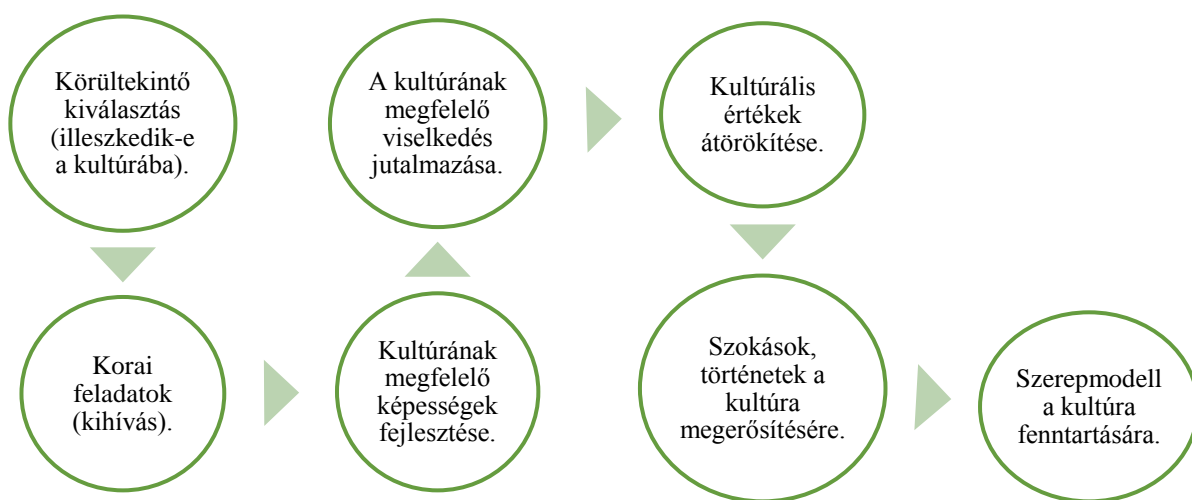 Körültekintő
kiválasztás
(illeszkedik-e
a kultúrába).
Korai
feladatok
(kihívás).
Kultúrának
megfelelő
képességek
fejlesztése.
A kultúrának
megfelelő
viselkedés
jutalmazása.
Kultúrális
értékek
átörökítése.
Szokások,
történetek a
kultúra
megerősítésére.
Szerepmodell
a kultúra
fenntartására.